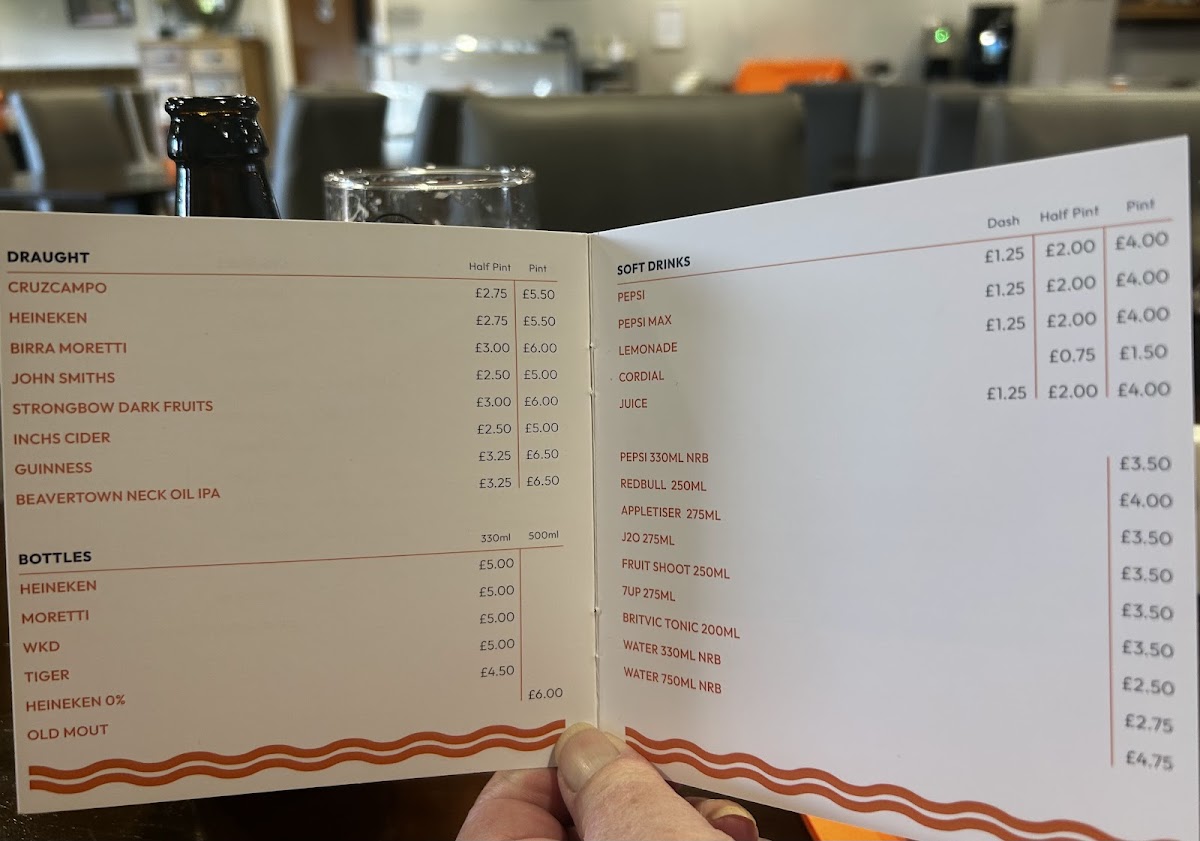 DRAUGHT Half Pint Pint
CRUZCAMPO £2.75 £5.50
HEINEKEN £2.75 £5.50
BIRRA MORETTI £3.00 £6.00
JOHN SMITHS £2.50 £5.00
STRONGBOW DARK FRUITS £3.00 £6.00
INCHS CIDER £2.50 £5.00
GUINNESS £3.25 £6.50
BEAVERTOWN NECK OIL IPA £3.25 £6.50
BOTTLES 330ml 500ml
HEINEKEN £5.00
MORETTI £5.00
WKD £5.00
TIGER £5.00
HEINEKEN 0% £4.50
OLD MOUT £6.00
SOFT DRINKS Dash Half Pint Pint
PEPSI £1.25 £2.00 £4.00
PEPSI MAX £1.25 £2.00 £4.00
LEMONADE £1.25 £2.00 £4.00
CORDIAL £0.75 £1.50
JUICE £1.25 £2.00 £4.00
PEPSI 330ML NRB £3.50
REDBULL 250ML £4.00
APPLETISER 275ML £3.50
J2O 275ML £3.50
FRUIT SHOOT 250ML £3.50
7UP 275ML £3.50
BRITVIC TONIC 200ML £2.50
WATER 330ML NRB £2.75
WATER 750ML NRB £4.75